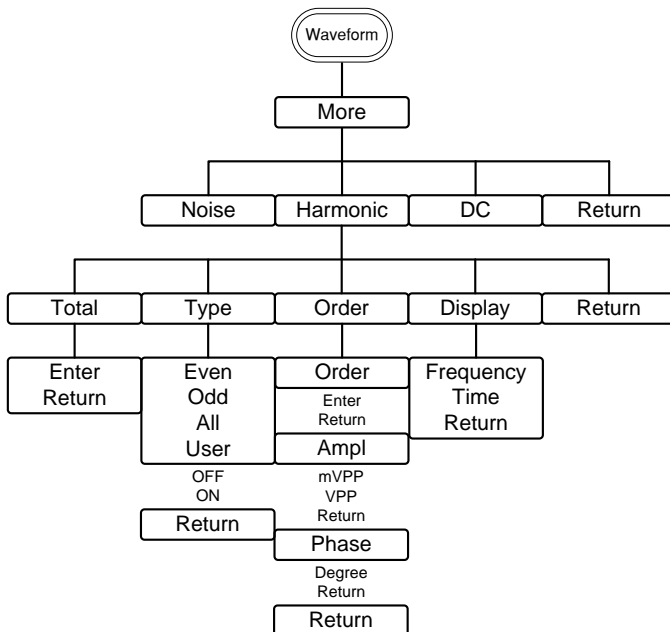 Waveform
More
Noise
Harmonic
DC
Return
Total
Type
Order
Display
Return
Enter
Return
Even
Odd
All
User
OFF
ON
Return
Order
Enter
Return
Ampl
mVPP
VPP
Return
Phase
Degree
Return
Return
Frequency
Time
Return